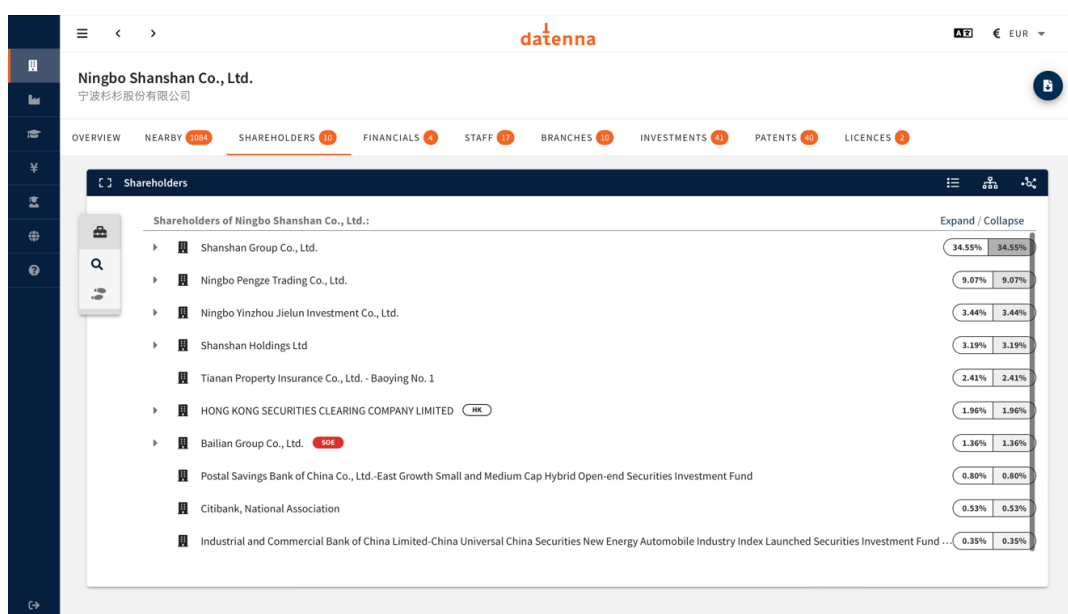 datenna
€ EUR
Ningbo Shanshan Co., Ltd.
宁波杉杉股份有限公司
OVERVIEW NEARBY 1084 SHAREHOLDERS 10 FINANCIALS 4 STAFF 17 BRANCHES 10 INVESTMENTS 41 PATENTS 40 LICENCES 2
Shareholders
Shareholders of Ningbo Shanshan Co., Ltd.: Expand / Collapse
Shanshan Group Co., Ltd. 34.55% 34.55%
Ningbo Pengze Trading Co., Ltd. 9.07% 9.07%
Ningbo Yinzhou Jielun Investment Co., Ltd. 3.44% 3.44%
Shanshan Holdings Ltd 3.19% 3.19%
Tianan Property Insurance Co., Ltd. - Baoying No. 1 2.41% 2.41%
HONG KONG SECURITIES CLEARING COMPANY LIMITED HK 1.96% 1.96%
Bailian Group Co., Ltd. SOE 1.36% 1.36%
Postal Savings Bank of China Co., Ltd.-East Growth Small and Medium Cap Hybrid Open-end Securities Investment Fund 0.80% 0.80%
Citibank, National Association 0.53% 0.53%
Industrial and Commercial Bank of China Limited-China Universal China Securities New Energy Automobile Industry Index Launched Securities Investment Fund ... 0.35% 0.35%